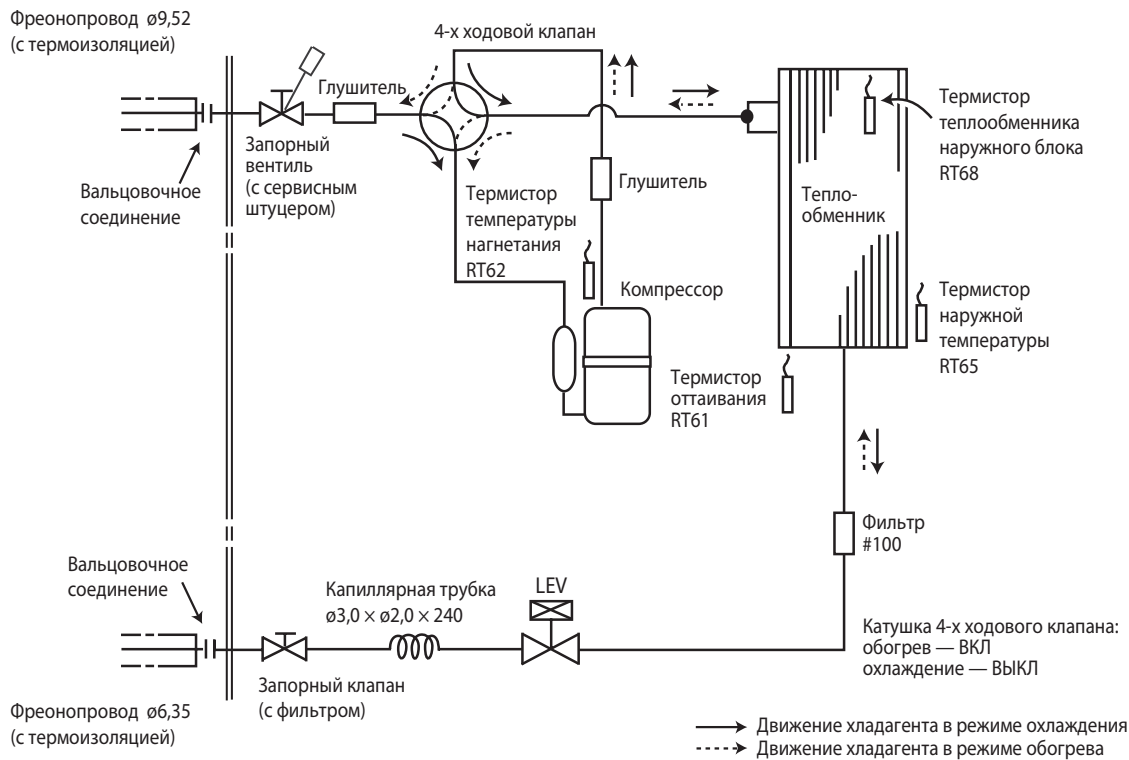 Фреонопровод ø9,52
(с термоизоляцией)
4-х ходовой клапан
Глушитель
Запорный
вентиль
(с сервисным
штуцером)
Вальцовочное
соединение
Термистор
температуры
нагнетания
RT62
Глушитель
Компрессор
Тепло-
обменник
Термистор
теплообменника
наружного блока
RT68
Термистор
наружной
температуры
RT65
Термистор
оттаивания
RT61
Фильтр
#100
Вальцовочное
соединение
Капиллярная трубка
ø3,0 × ø2,0 × 240
LEV
Запорный клапан
(с фильтром)
Фреонопровод ø6,35
(с термоизоляцией)
Катушка 4-х ходового клапана:
обогрев — ВКЛ
охлаждение — ВЫКЛ
Движение хладагента в режиме охлаждения
Движение хладагента в режиме обогрева